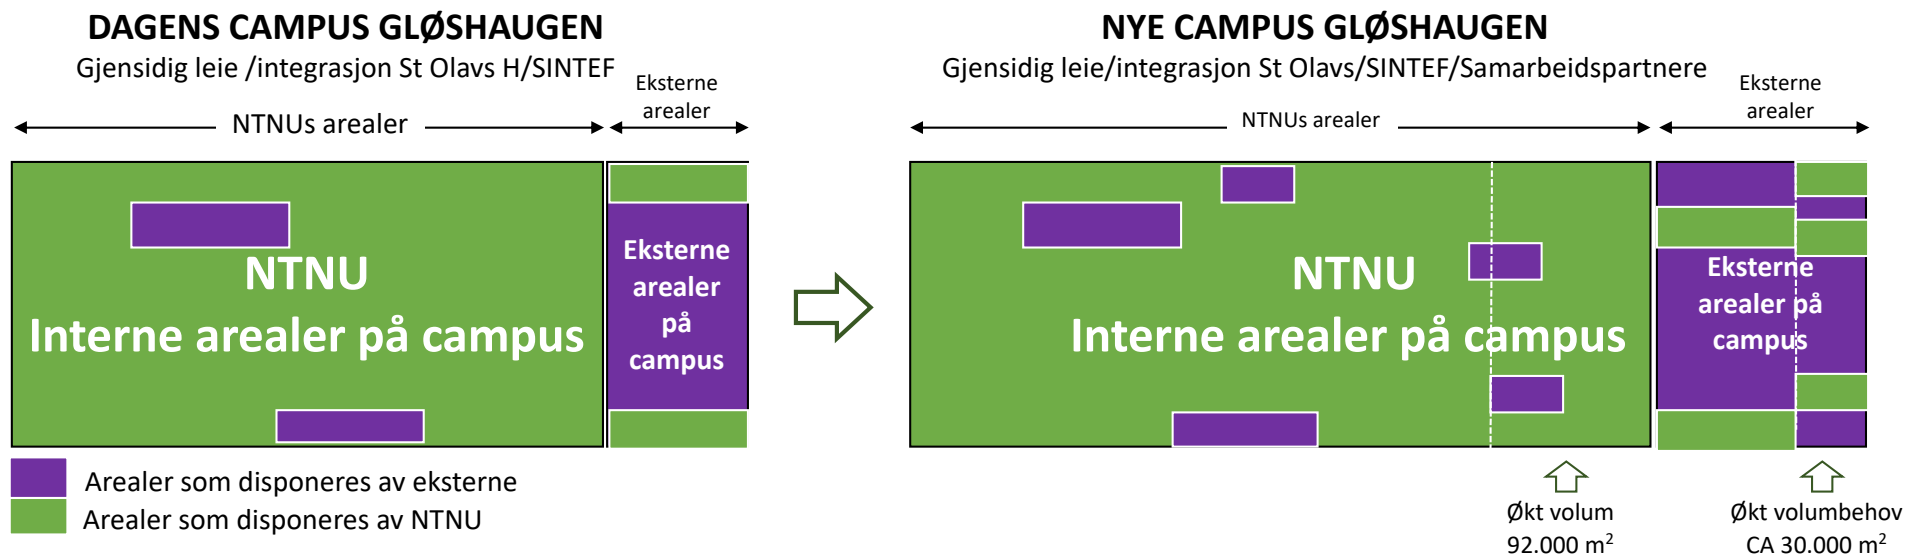 DAGENS CAMPUS GLØSHAUGEN
Gjensidig leie /integrasjon St Olavs H/SINTEF
NTNUs arealer
Eksterne
arealer
NTNU
Interne arealer på campus
Eksterne
arealer
på
campus
NYE CAMPUS GLØSHAUGEN
Gjensidig leie/integrasjon St Olavs/SINTEF/Samarbeidspartnere
NTNUs arealer
Eksterne
arealer
NTNU
Interne arealer på campus
Eksterne
arealer på
campus
Arealer som disponeres av eksterne
Arealer som disponeres av NTNU
Økt volum
92.000 m²
Økt volumbehov
CA 30.000 m²